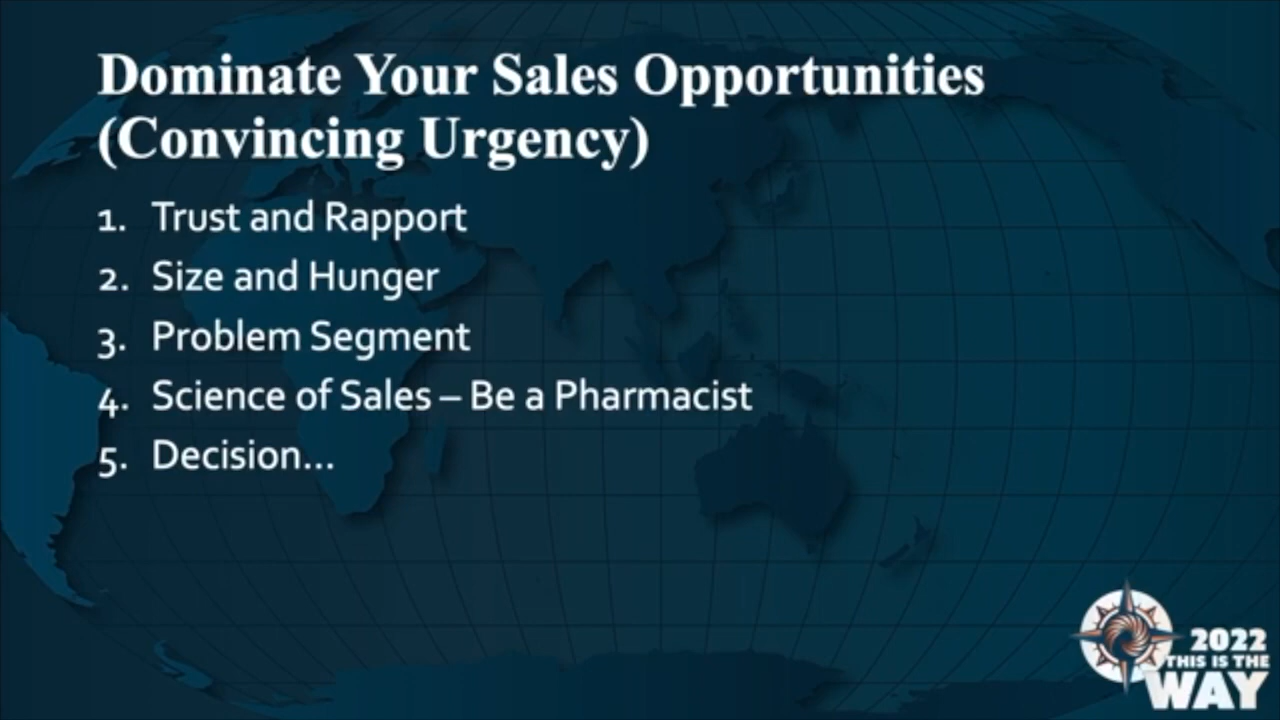 Dominate Your Sales Opportunities
(Convincing Urgency)
1. Trust and Rapport
2. Size and Hunger
3. Problem Segment
4. Science of Sales – Be a Pharmacist
5. Decision...
2022
THIS IS THE
WAY